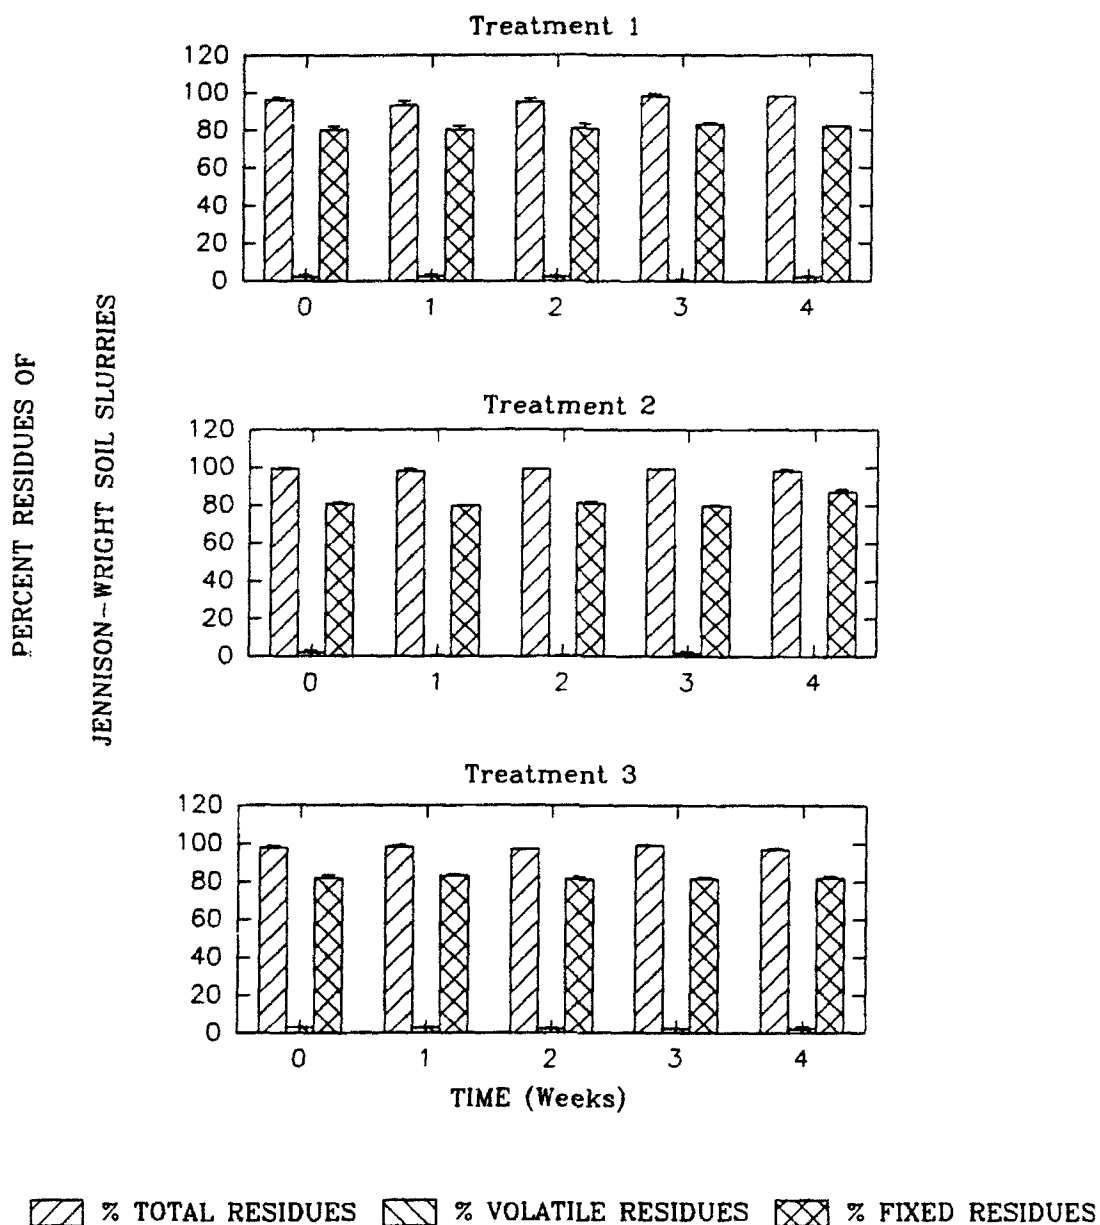 Treatment 1
120
100
80
60
40
20
0
0 1 2 3 4
PERCENT RESIDUES OF
JENNISON-WRIGHT SOIL SLURRIES
Treatment 2
120
100
80
60
40
20
0
0 1 2 3 4
Treatment 3
120
100
80
60
40
20
0
0 1 2 3 4
TIME (Weeks)
% TOTAL RESIDUES % VOLATILE RESIDUES % FIXED RESIDUES